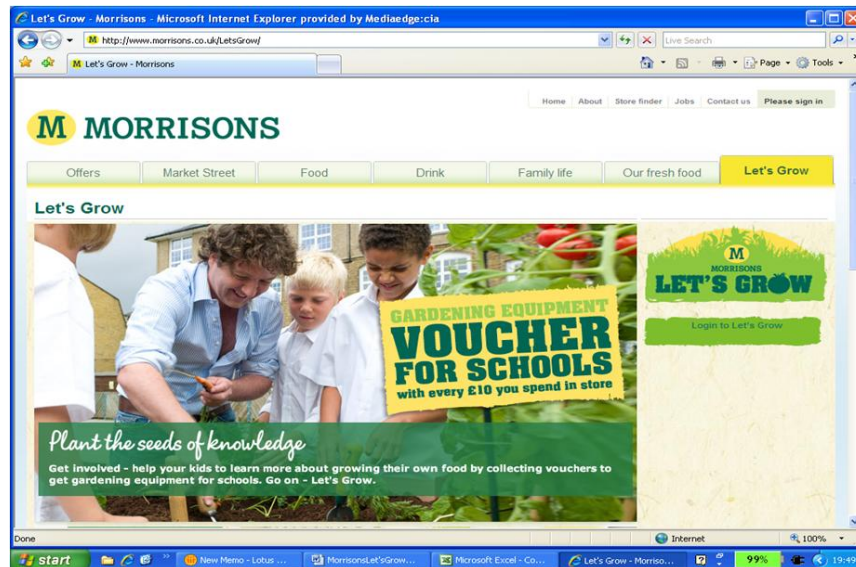 Let's Grow - Morrisons - Microsoft Internet Explorer provided by Mediaedge:cia
M http://www.morrisons.co.uk/LetsGrow/
Live Search
M Let's Grow - Morrisons
Page
Tools
Home About Store finder Jobs Contact us Please sign in
M MORRISONS
Offers Market Street Food Drink Family life Our fresh food Let's Grow
Let's Grow
GARDENING EQUIPMENT
VOUCHER
FOR SCHOOLS
with every £10 you spend in store
M
MORRISONS
LET'S GROW
Login to Let's Grow
Plant the seeds of knowledge
Get involved - help your kids to learn more about growing their own food by collecting vouchers to
get gardening equipment for schools. Go on - Let's Grow.
Done
Internet
100%
start
New Memo - Lotus ...
MorrisonsLet'sGrow...
Microsoft Excel - Co...
Let's Grow - Morriso...
99%
19:49